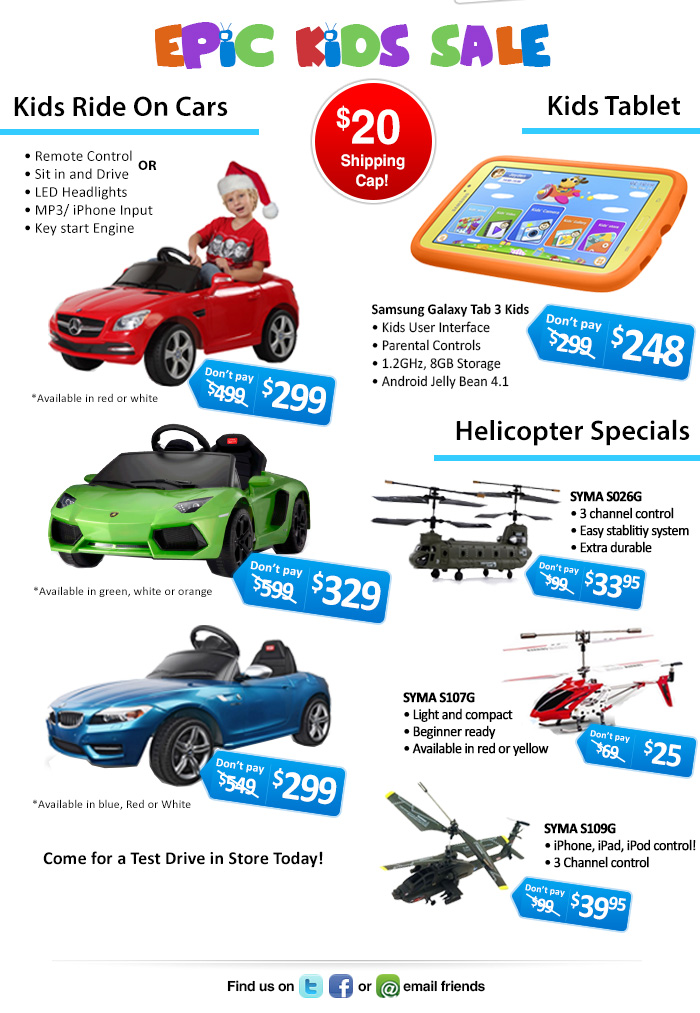 EPIC KIDS SALE
Kids Ride On Cars
• Remote Control
OR
• Sit in and Drive
• LED Headlights
• MP3/ iPhone Input
• Key start Engine
$20
Shipping
Cap!
Kids Tablet
Samsung Galaxy Tab 3 Kids
• Kids User Interface
• Parental Controls
• 1.2GHz, 8GB Storage
• Android Jelly Bean 4.1
Don't pay
$299
$248
Don't pay
$499
$299
*Available in red or white
Don't pay
$599
$329
*Available in green, white or orange
Don't pay
$549
$299
*Available in blue, Red or White
Come for a Test Drive in Store Today!
Helicopter Specials
SYMA S026G
• 3 channel control
• Easy stablitiy system
• Extra durable
Don't pay
$99
$33.95
SYMA S107G
• Light and compact
• Beginner ready
• Available in red or yellow
Don't pay
$69
$25
SYMA S109G
• iPhone, iPad, iPod control!
• 3 Channel control
Don't pay
$99
$39.95
Find us on t f or @ email friends